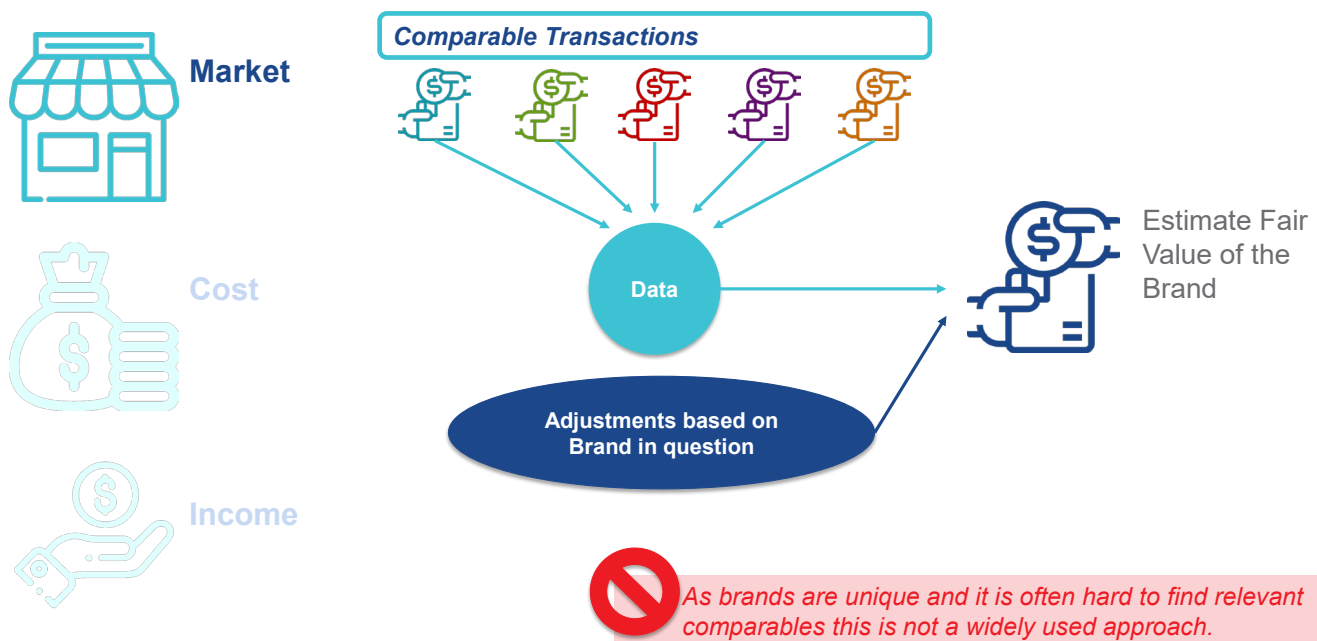 Comparable Transactions
Market
Data
Estimate Fair
Value of the
Brand
Cost
Adjustments based on
Brand in question
Income
As brands are unique and it is often hard to find relevant
comparables this is not a widely used approach.